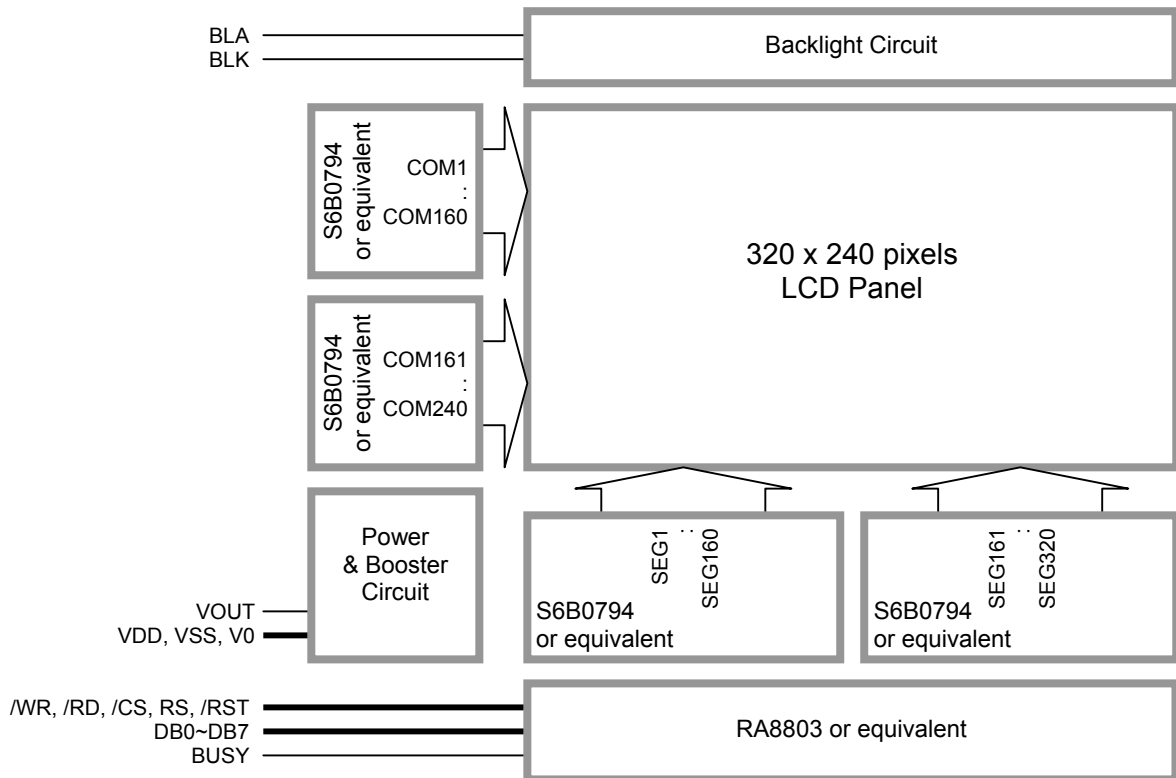 BLA
BLK
Backlight Circuit
S6B0794
or equivalent
COM1
..
COM160
320 x 240 pixels
LCD Panel
S6B0794
or equivalent
COM161
..
COM240
Power
& Booster
Circuit
VOUT
VDD, VSS, V0
SEG1
..
SEG160
S6B0794
or equivalent
SEG161
..
SEG320
S6B0794
or equivalent
/WR, /RD, /CS, RS, /RST
DB0~DB7
BUSY
RA8803 or equivalent